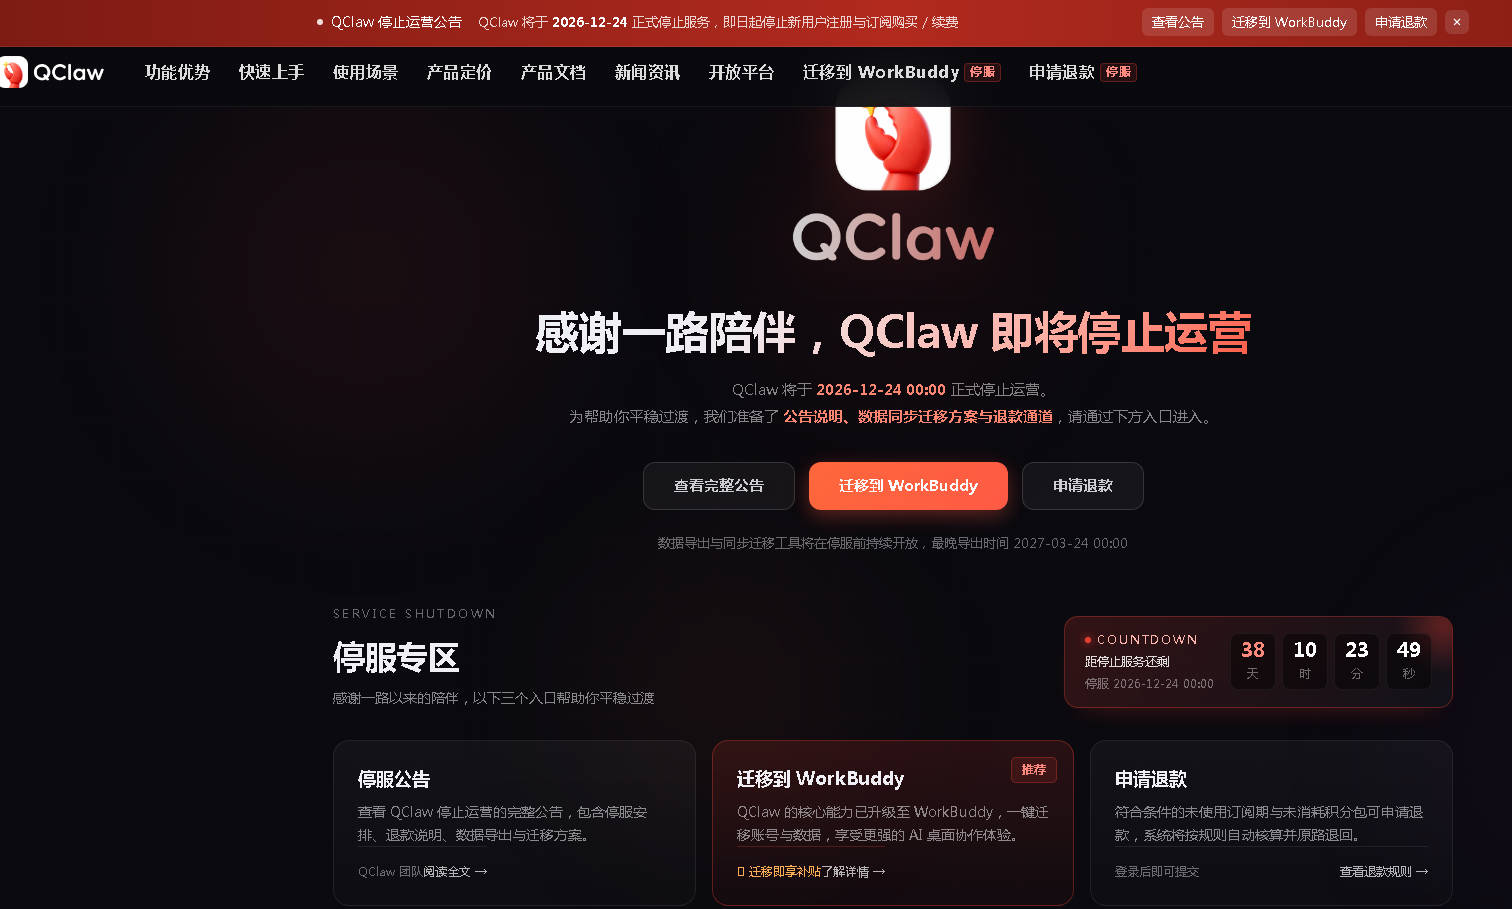 QClaw 停止运营公告 QClaw 将于 2026-12-24 正式停止服务，即日起停止新用户注册与订阅购买 / 续费 查看公告 迁移到 WorkBuddy 申请退款 ×
QClaw 功能优势 快速上手 使用场景 产品定价 产品文档 新闻资讯 开放平台 迁移到 WorkBuddy 停服 申请退款 停服
QClaw
感谢一路陪伴，QClaw 即将停止运营
QClaw 将于 2026-12-24 00:00 正式停止运营。
为帮助你平稳过渡，我们准备了 公告说明、数据同步迁移方案与退款通道，请通过下方入口进入。
查看完整公告 迁移到 WorkBuddy 申请退款
数据导出与同步迁移工具将在停服前持续开放，最晚导出时间 2027-03-24 00:00
SERVICE SHUTDOWN
停服专区
感谢一路以来的陪伴，以下三个入口帮助你平稳过渡
COUNTDOWN
距停止服务还剩
停服 2026-12-24 00:00
38 10 23 49
天 时 分 秒
停服公告
查看 QClaw 停止运营的完整公告，包含停服安
排、退款说明、数据导出与迁移方案。
QClaw 团队阅读全文 →
推荐
迁移到 WorkBuddy
QClaw 的核心能力已升级至 WorkBuddy，一键迁
移账号与数据，享受更强的 AI 桌面协作体验。
迁移即享补贴了解详情 →
申请退款
符合条件的未使用订阅期与未消耗积分包可申请退
款，系统将按规则自动核算并原路退回。
登录后即可提交 查看退款规则 →